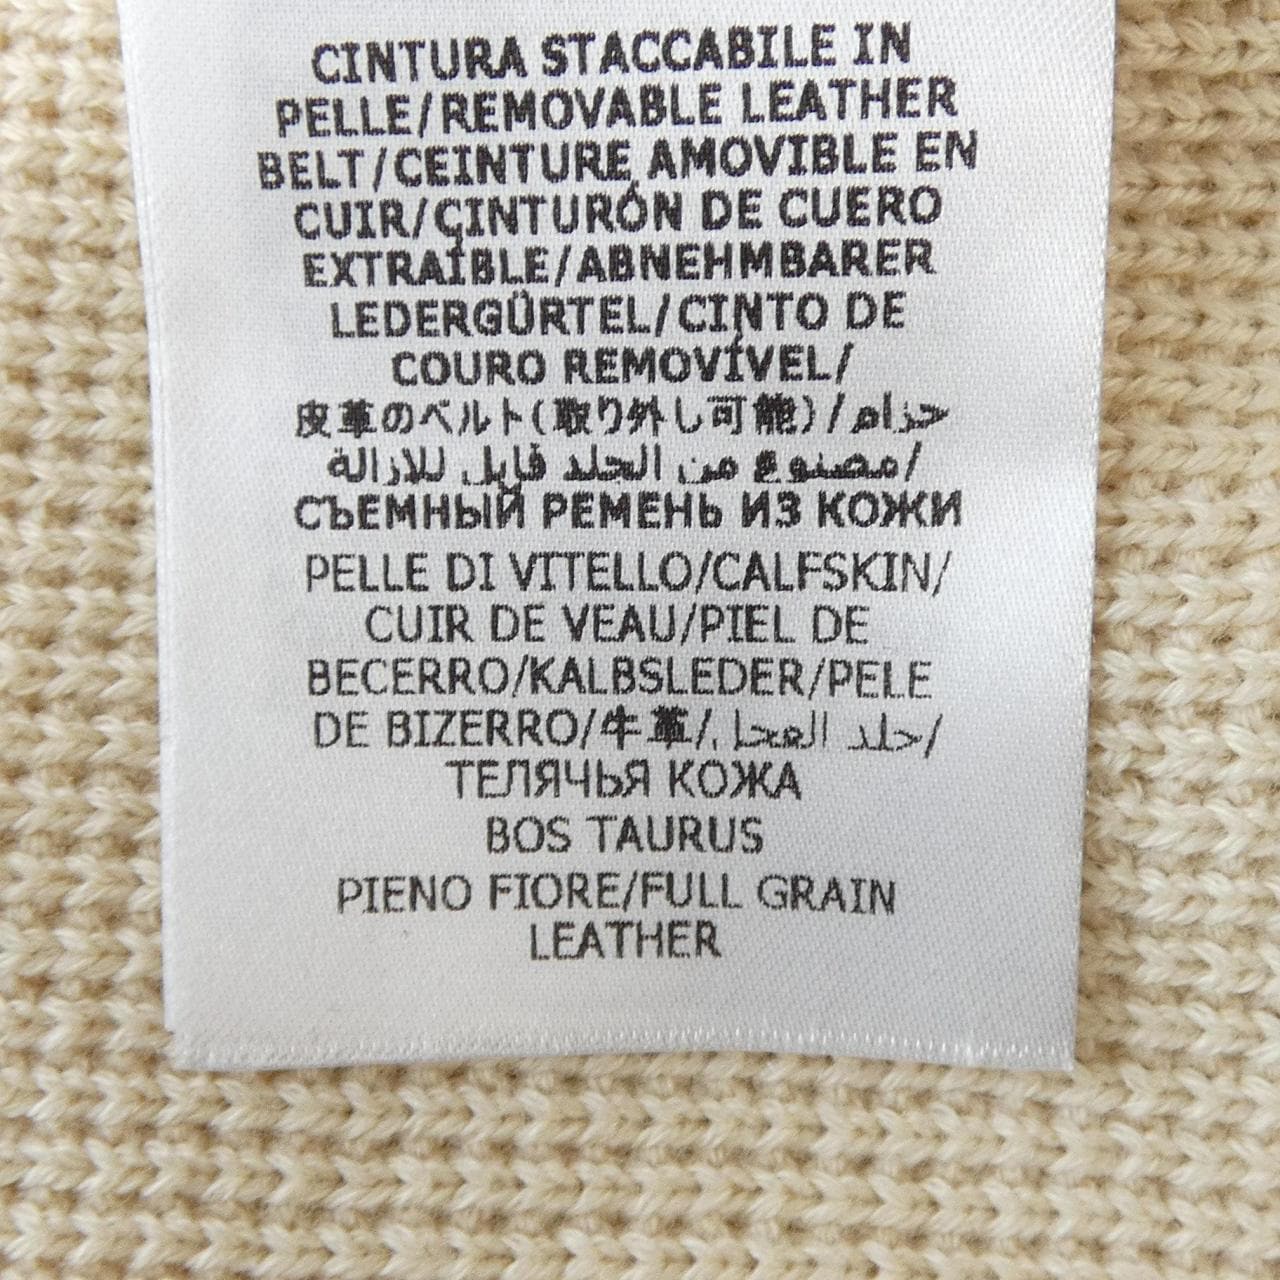 CINTURA STACCABILE IN
PELLE/REMOVABLE LEATHER
BELT/CEINTURE AMOVIBLE EN
CUIR/CINTURÓN DE CUERO
EXTRAÍBLE/ABNEHMBARER
LEDERGÜRTEL/CINTO DE
COURO REMOVÍVEL/
皮革のベルト(取り外し可能)/حزام
مصنوع من الجلد قابل للازالة/
СЪЕМНЫЙ РЕМЕНЬ ИЗ КОЖИ
PELLE DI VITELLO/CALFSKIN/
CUIR DE VEAU/PIEL DE
BECERRO/KALBSLEDER/PELE
DE BIZERRO/牛革/جلد العجل/
ТЕЛЯЧЬЯ КОЖА
BOS TAURUS
PIENO FIORE/FULL GRAIN
LEATHER